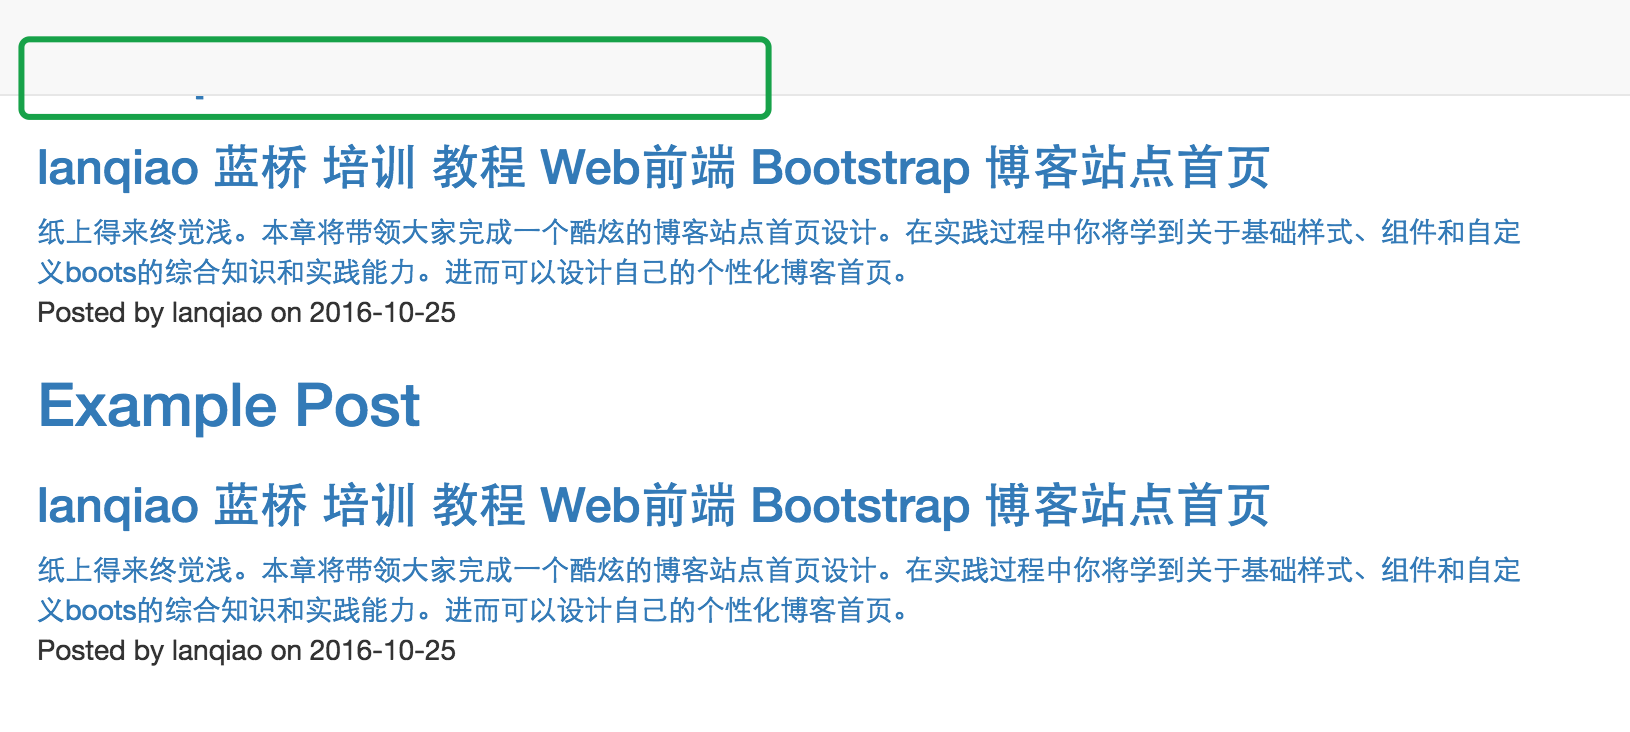 lanqiao 蓝桥 培训 教程 Web前端 Bootstrap 博客站点首页
纸上得来终觉浅。本章将带领大家完成一个酷炫的博客站点首页设计。在实践过程中你将学到关于基础样式、组件和自定
义boots的综合知识和实践能力。进而可以设计自己的个性化博客首页。
Posted by lanqiao on 2016-10-25
Example Post
lanqiao 蓝桥 培训 教程 Web前端 Bootstrap 博客站点首页
纸上得来终觉浅。本章将带领大家完成一个酷炫的博客站点首页设计。在实践过程中你将学到关于基础样式、组件和自定
义boots的综合知识和实践能力。进而可以设计自己的个性化博客首页。
Posted by lanqiao on 2016-10-25